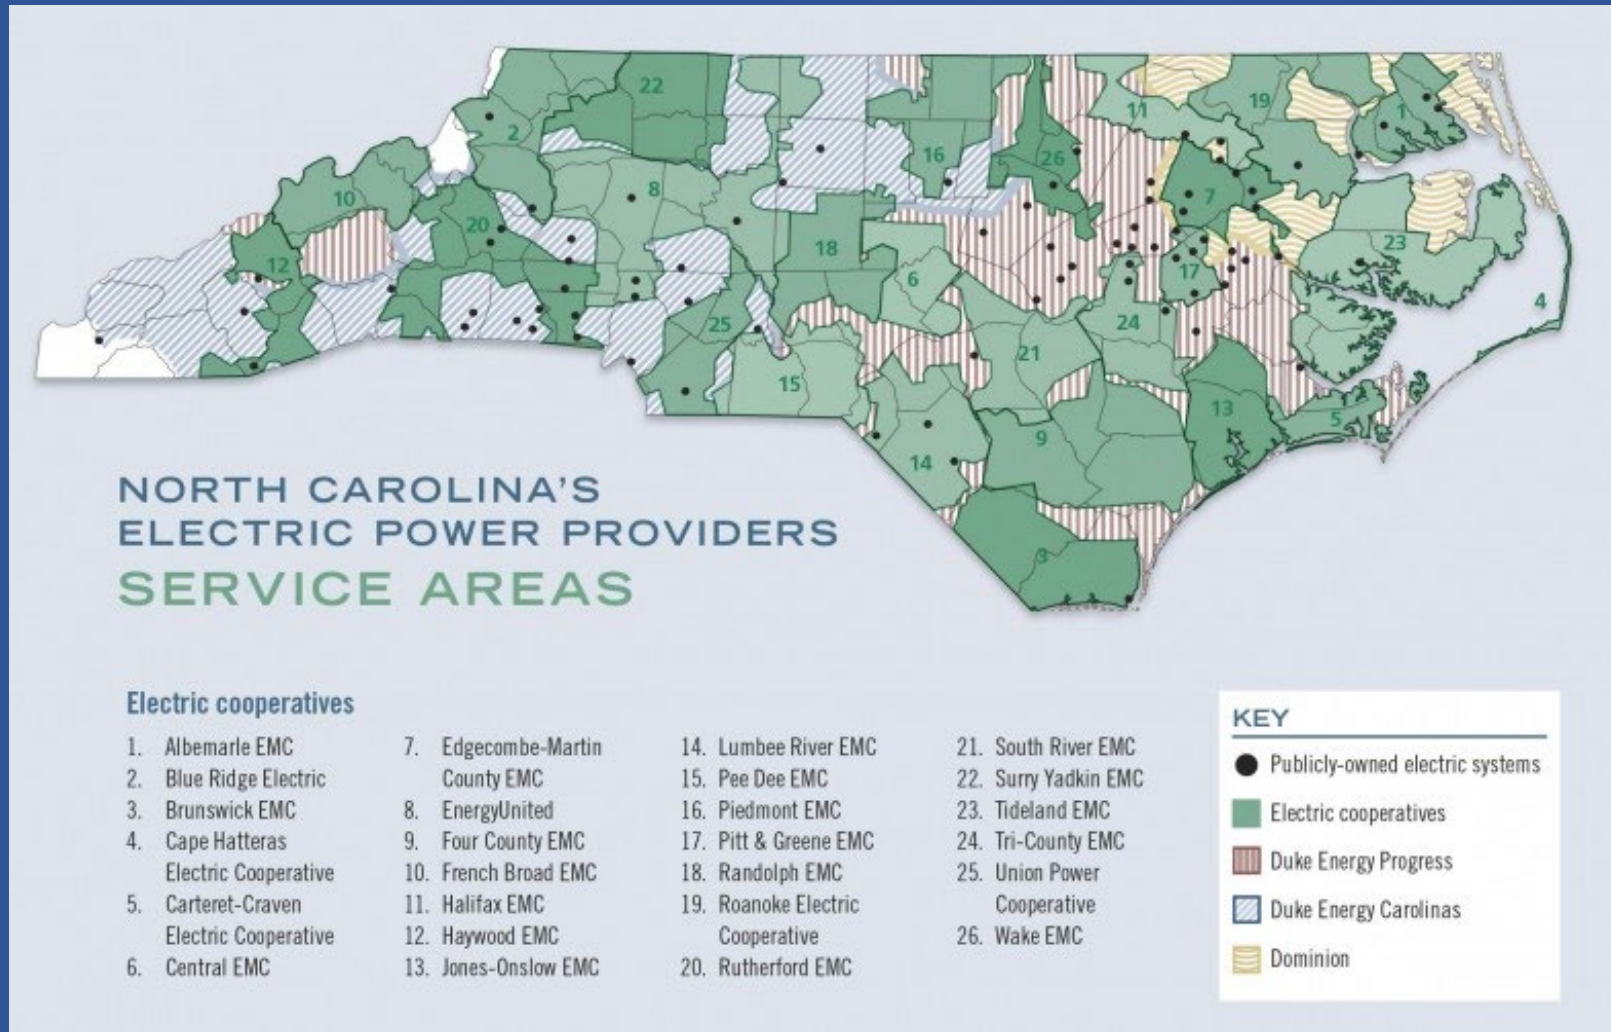 22
2
11
19
1
16
26
10
8
7
20
18
23
12
6
17
4
25
24
21
15
13
5
9
14
3
NORTH CAROLINA'S
ELECTRIC POWER PROVIDERS
SERVICE AREAS
Electric cooperatives
1. Albemarle EMC
2. Blue Ridge Electric
3. Brunswick EMC
4. Cape Hatteras
Electric Cooperative
5. Carteret-Craven
Electric Cooperative
6. Central EMC
7. Edgecombe-Martin
County EMC
8. EnergyUnited
9. Four County EMC
10. French Broad EMC
11. Halifax EMC
12. Haywood EMC
13. Jones-Onslow EMC
14. Lumbee River EMC
15. Pee Dee EMC
16. Piedmont EMC
17. Pitt & Greene EMC
18. Randolph EMC
19. Roanoke Electric
Cooperative
20. Rutherford EMC
21. South River EMC
22. Surry Yadkin EMC
23. Tideland EMC
24. Tri-County EMC
25. Union Power
Cooperative
26. Wake EMC
KEY
Publicly-owned electric systems
Electric cooperatives
Duke Energy Progress
Duke Energy Carolinas
Dominion